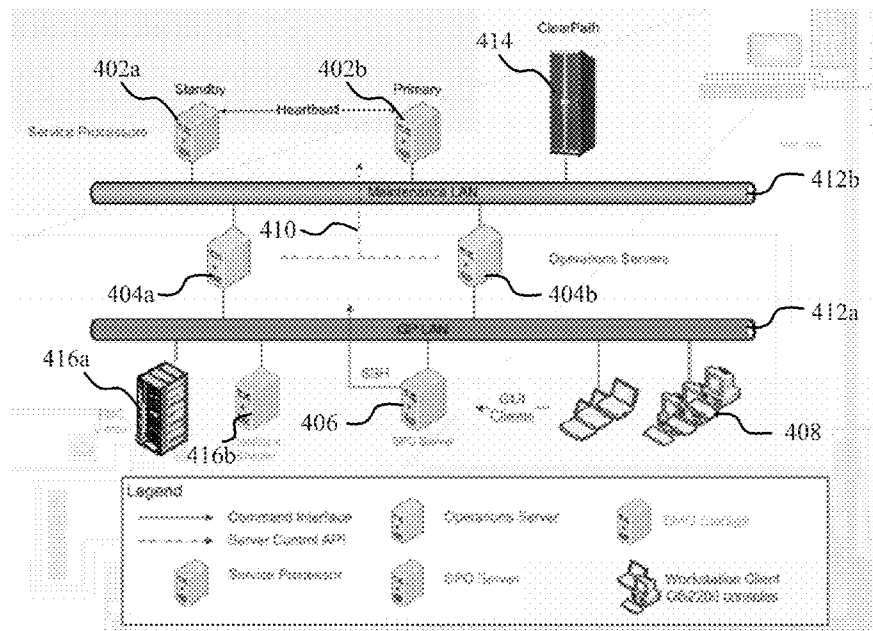 ClearPath
402a
402b
414
Standby
Primary
Heartbeat
Service Processors
Maintenance LAN
412b
410
Operations Servers
404a
404b
412a
LAN
416a
SSH
406
GUI
Clients
SPO Server
408
416b
Legend
Command Interface
Server Control API
Service Processor
Operations Server
SPO Server
Workstation Client
consoles